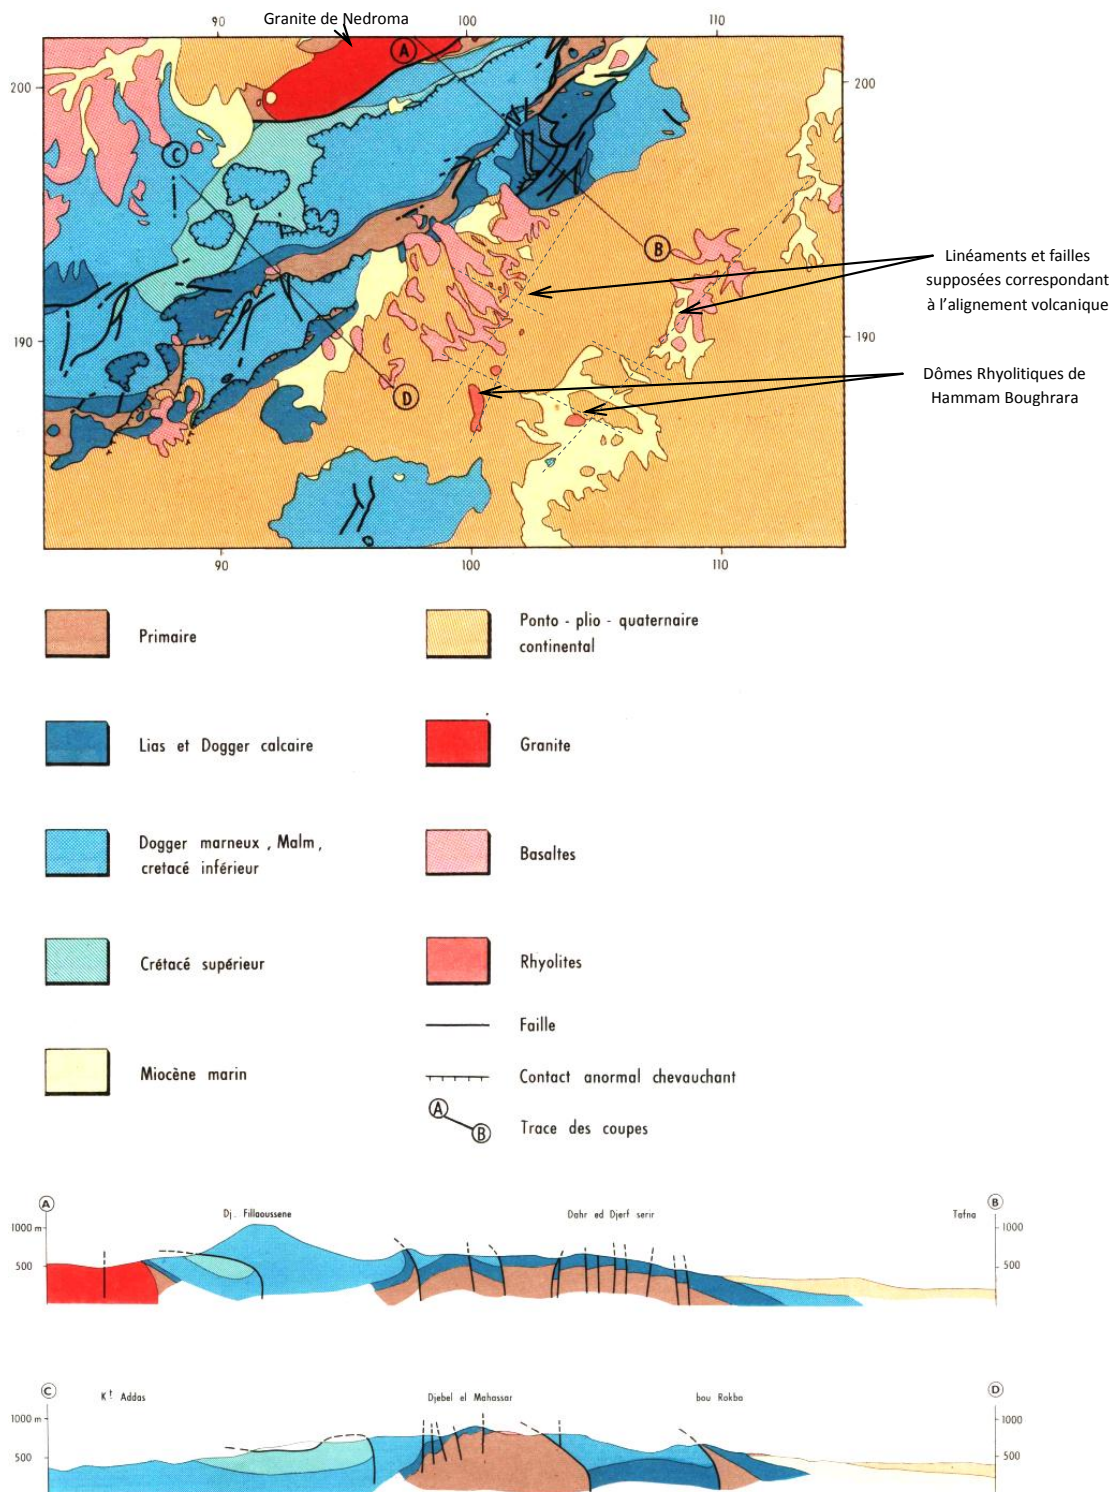 Granite de Nedroma
90
100
110
200
200
A
C
B
D
190
190
90
100
110
Linéaments et failles
supposées correspondant
à l'alignement volcanique
Dômes Rhyolitiques de
Hammam Boughrara
Primaire
Ponto - plio - quaternaire
continental
Lias et Dogger calcaire
Granite
Dogger marneux , Malm ,
cretacé inférieur
Basaltes
Crétacé supérieur
Rhyolites
Faille
Miocène marin
Contact anormal chevauchant
A
B
Trace des coupes
A
B
Dj. Fillaoussene
Dahr ed Djerf serir
Tafna
1000 m
1000
500
500
C
D
Kt Addas
Djebel el Mahassar
bou Rokba
1000 m
1000
500
500